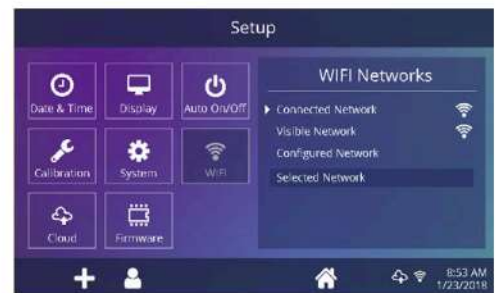 Setup
Date & Time
Display
Auto On/Off
Calibration
System
WIFI
Cloud
Firmware
WIFI Networks
Connected Network
Visible Network
Configured Network
Selected Network
8:53 AM
1/23/2018